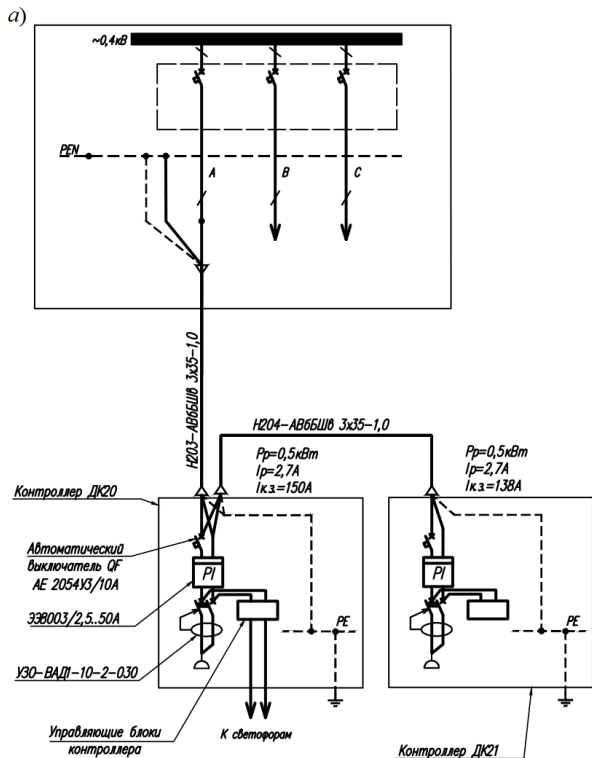 а)
~0,4кВ
PEN
А
В
С
Н203-АВбБШв 3х35-1,0
Н204-АВбБШв 3х35-1,0
Рр=0,5кВт
Iр=2,7А
Iк.з.=150А
Рр=0,5кВт
Iр=2,7А
Iк.з.=138А
Контроллер ДК20
Автоматический
выключатель QF
АЕ 2054У3/10А
PI
PI
ЭЭВ003/2,5..50А
PE
PE
УЗО-ВАД1-10-2-030
Управляющие блоки
контроллера
К светофорам
Контроллер ДК21